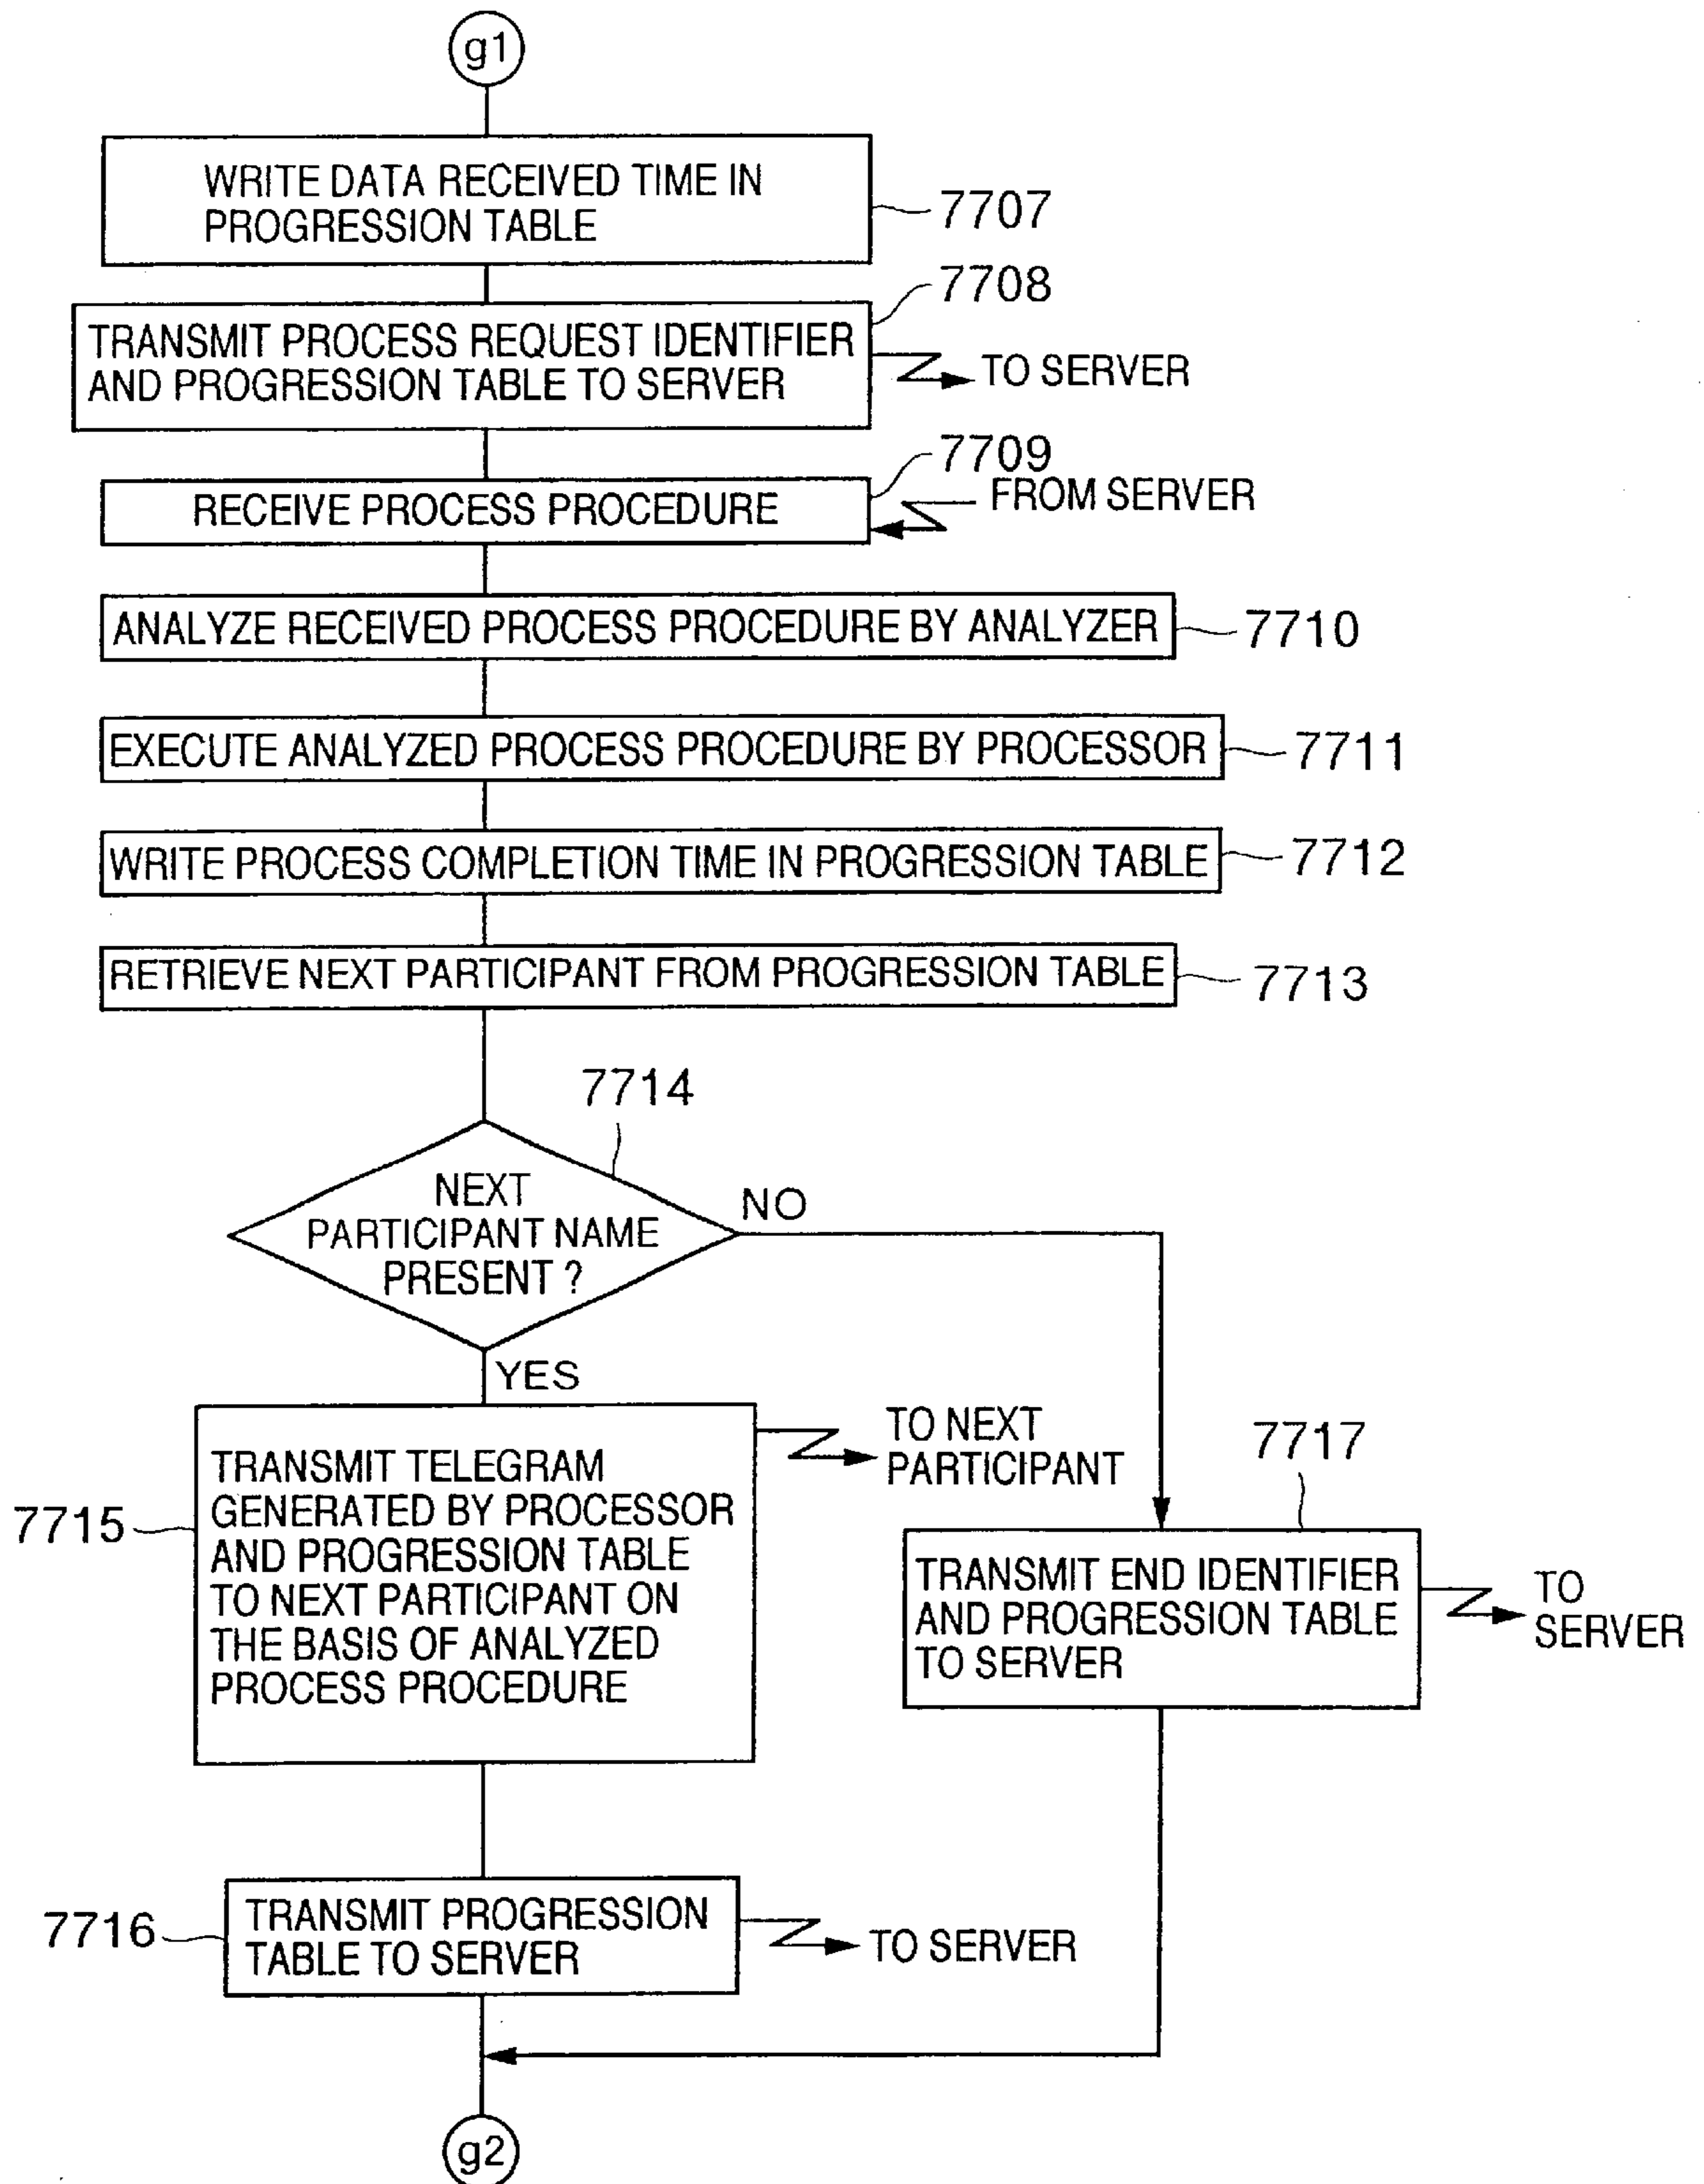 g1
WRITE DATA RECEIVED TIME IN
PROGRESSION TABLE
7707
7708
TRANSMIT PROCESS REQUEST IDENTIFIER
AND PROGRESSION TABLE TO SERVER
TO SERVER
7709
RECEIVE PROCESS PROCEDURE
FROM SERVER
ANALYZE RECEIVED PROCESS PROCEDURE BY ANALYZER
7710
EXECUTE ANALYZED PROCESS PROCEDURE BY PROCESSOR
7711
WRITE PROCESS COMPLETION TIME IN PROGRESSION TABLE
7712
RETRIEVE NEXT PARTICIPANT FROM PROGRESSION TABLE
7713
7714
NEXT
PARTICIPANT NAME
PRESENT ?
NO
YES
7715
TRANSMIT TELEGRAM
GENERATED BY PROCESSOR
AND PROGRESSION TABLE
TO NEXT PARTICIPANT ON
THE BASIS OF ANALYZED
PROCESS PROCEDURE
TO NEXT
PARTICIPANT
7717
TRANSMIT END IDENTIFIER
AND PROGRESSION TABLE
TO SERVER
TO
SERVER
7716
TRANSMIT PROGRESSION
TABLE TO SERVER
TO SERVER
g2